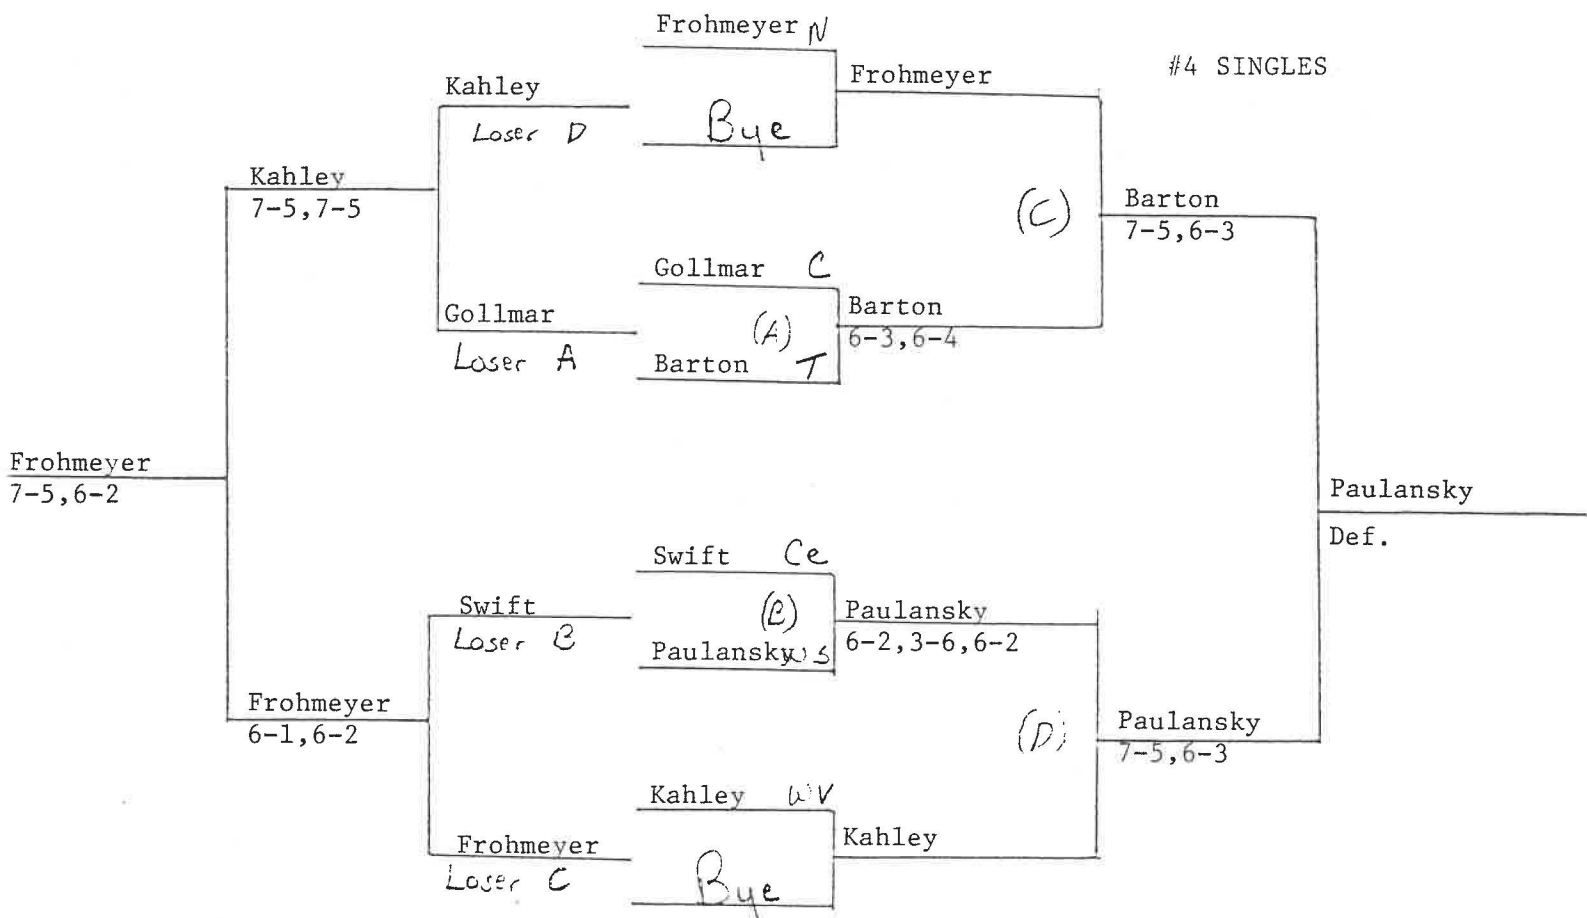 Frohmeyer N
#4 SINGLES
Frohmeyer
Kahley
Loser D
Bye
Kahley
7-5,7-5
(C)
Barton
7-5,6-3
Gollmar C
Gollmar
Loser A
(A)
Barton
6-3,6-4
Barton T
Frohmeyer
7-5,6-2
Paulansky
Def.
Swift Ce
Swift
Loser B
(B)
Paulansky
6-2,3-6,6-2
Paulansky WS
Frohmeyer
6-1,6-2
(D)
Paulansky
7-5,6-3
Kahley WV
Kahley
Frohmeyer
Loser C
Bye